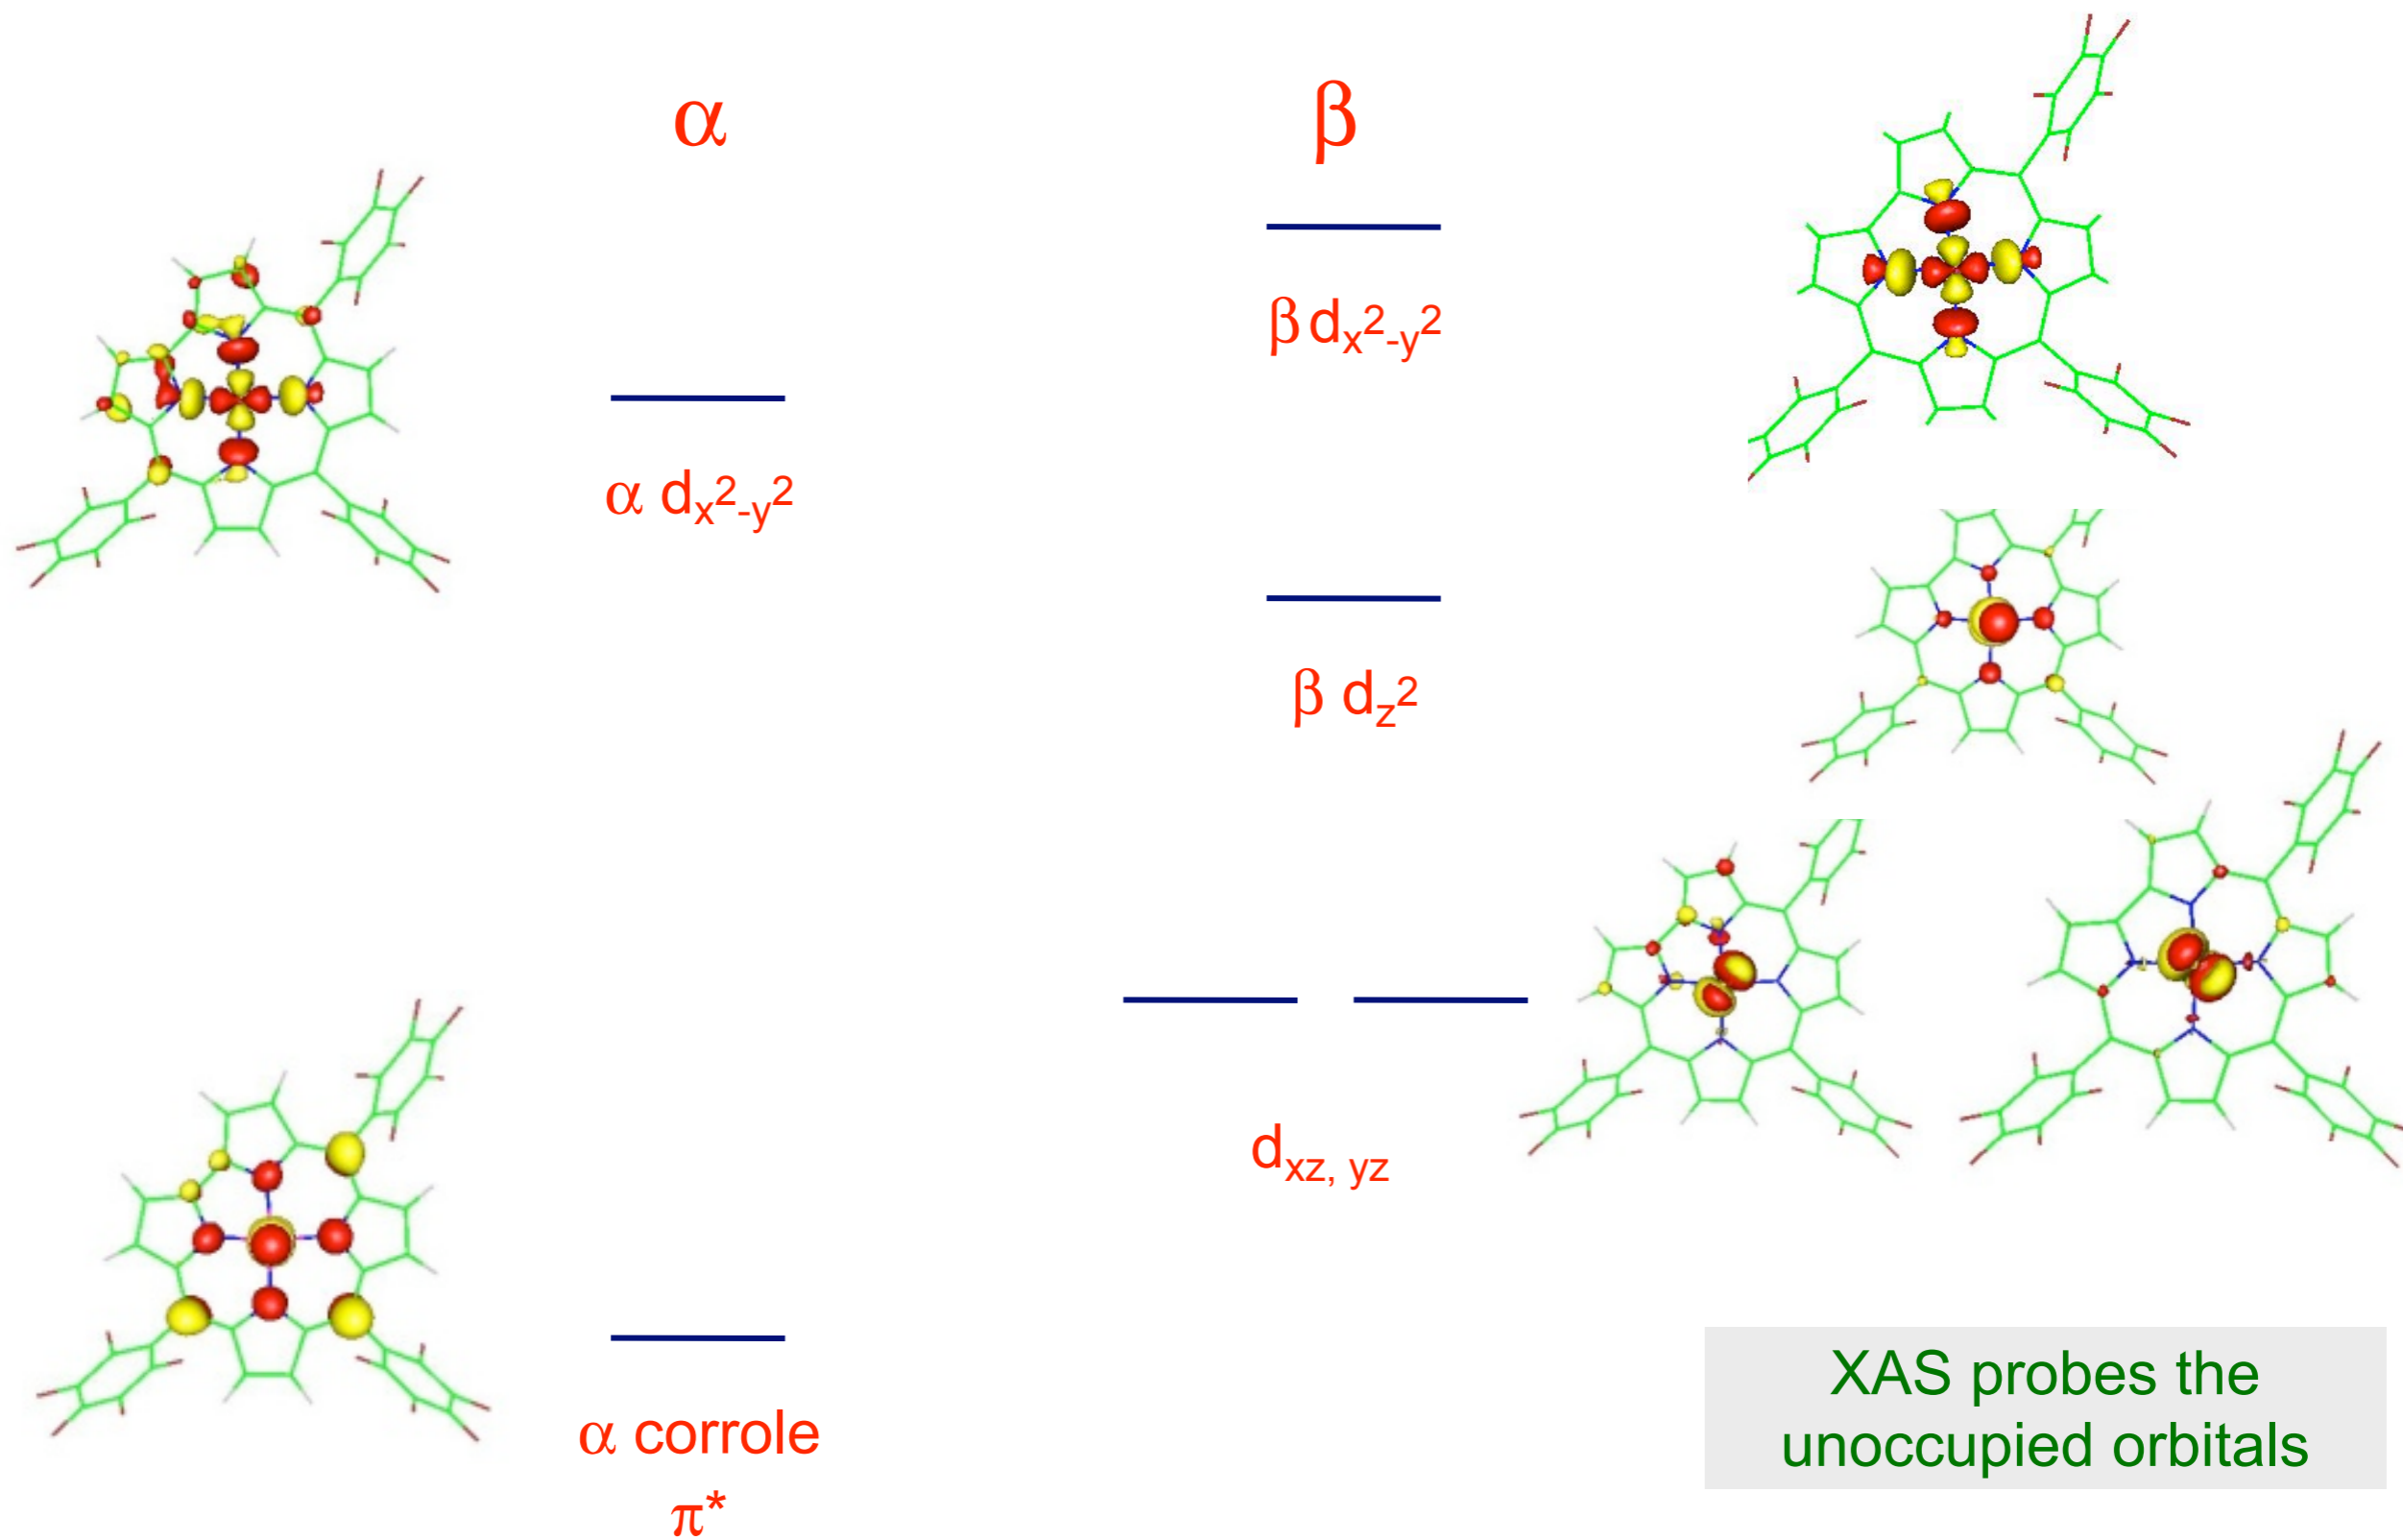 α
β
β dx²-y²
α dx²-y²
β dz²
dxz, yz
α corrole
π*
XAS probes the
unoccupied orbitals